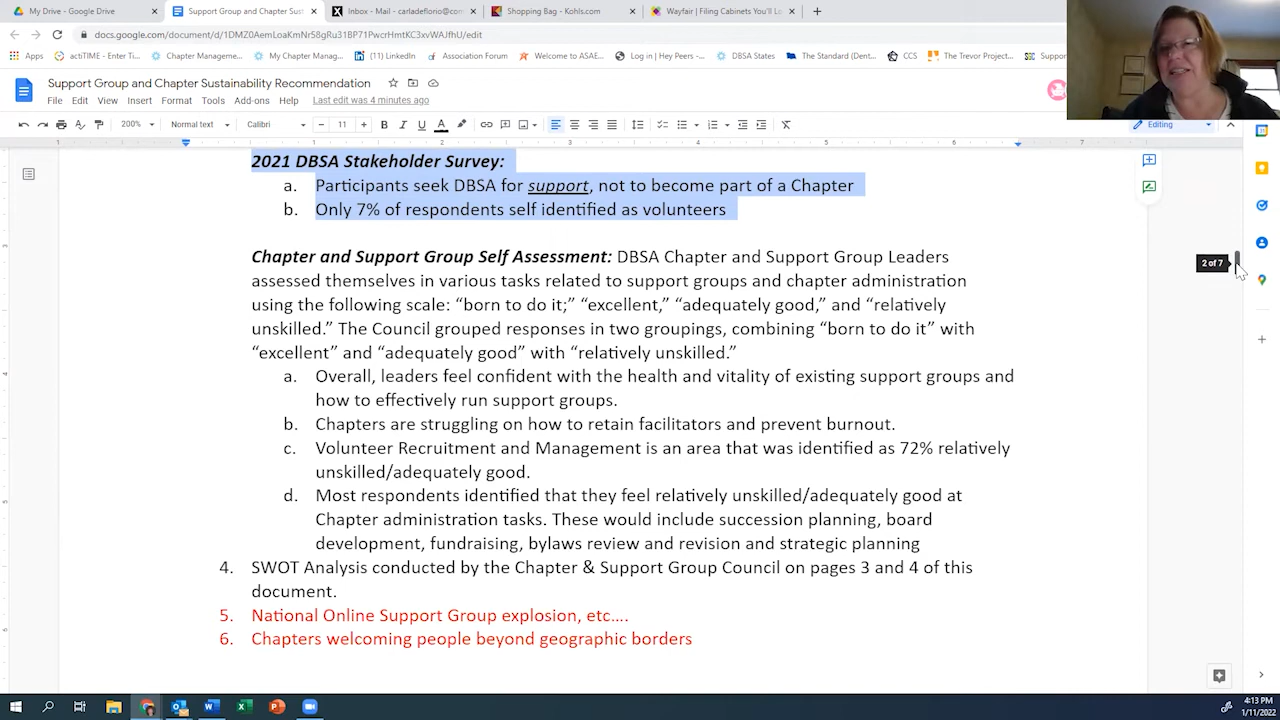 My Drive - Google Drive
Support Group and Chapter Sust
Inbox - Mail - carladeflorio@con
Shopping Bag - Kohls.com
Wayfair | Filing Cabinets You'll Lo
docs.google.com/document/d/1DMZ0AemLoaKmNr58gRu31BP71PwcrHmtKC3xvWAJfhU/edit
Apps
actiTIME - Enter Ti...
Chapter Manageme...
My Chapter Manag...
(11) LinkedIn
Association Forum
Welcome to ASAE...
Log in | Hey Peers -...
DBSA States
The Standard (Dent...
CCS
The Trevor Project...
Suppor
Support Group and Chapter Sustainability Recommendation
File Edit View Insert Format Tools Add-ons Help Last edit was 4 minutes ago
200% Normal text Calibri 11 Editing
2021 DBSA Stakeholder Survey:
a. Participants seek DBSA for support, not to become part of a Chapter
b. Only 7% of respondents self identified as volunteers
Chapter and Support Group Self Assessment: DBSA Chapter and Support Group Leaders
assessed themselves in various tasks related to support groups and chapter administration
using the following scale: “born to do it;” “excellent,” “adequately good,” and “relatively
unskilled.” The Council grouped responses in two groupings, combining “born to do it” with
“excellent” and “adequately good” with “relatively unskilled.”
a. Overall, leaders feel confident with the health and vitality of existing support groups and
how to effectively run support groups.
b. Chapters are struggling on how to retain facilitators and prevent burnout.
c. Volunteer Recruitment and Management is an area that was identified as 72% relatively
unskilled/adequately good.
d. Most respondents identified that they feel relatively unskilled/adequately good at
Chapter administration tasks. These would include succession planning, board
development, fundraising, bylaws review and revision and strategic planning
4. SWOT Analysis conducted by the Chapter & Support Group Council on pages 3 and 4 of this
document.
5. National Online Support Group explosion, etc....
6. Chapters welcoming people beyond geographic borders
2 of 7
4:13 PM
1/11/2022